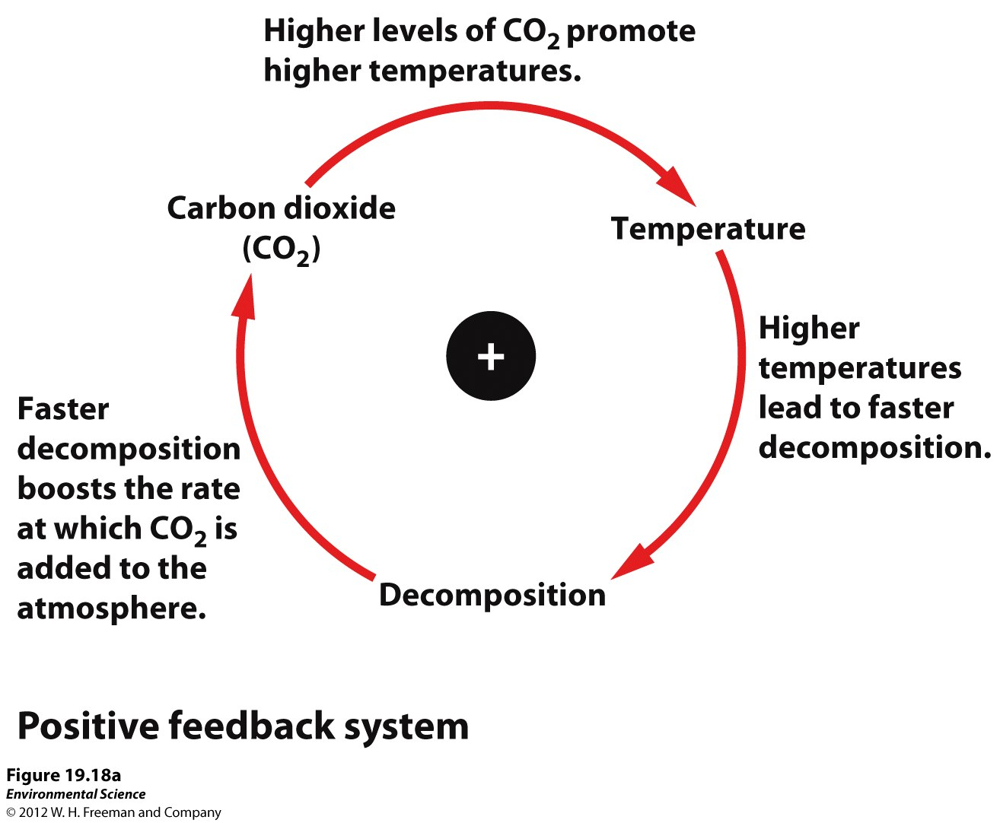 Higher levels of CO₂ promote
higher temperatures.
Carbon dioxide
(CO₂)
Temperature
+
Higher
temperatures
lead to faster
decomposition.
Faster
decomposition
boosts the rate
at which CO₂ is
added to the
atmosphere.
Decomposition
Positive feedback system
Figure 19.18a
Environmental Science
© 2012 W. H. Freeman and Company